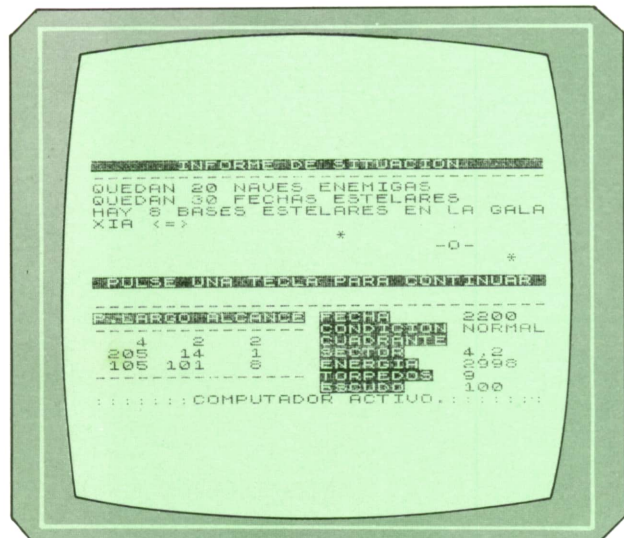 INFORME DE SITUACION
QUEDAN 20 NAVES ENEMIGAS
QUEDAN 30 FECHAS ESTELARES
HAY 8 BASES ESTELARES EN LA GALA
XIA <=>
*
-O-
*
PULSE UNA TECLA PARA CONTINUAR
P.LARGO ALCANCE FECHA 2200
CONDICION NORMAL
4 2 2 CUADRANTE
205 14 1 SECTOR 4,2
105 101 8 ENERGIA 2998
TORPEDOS 9
ESCUDO 100
:::::::COMPUTADOR ACTIVO.:::::::